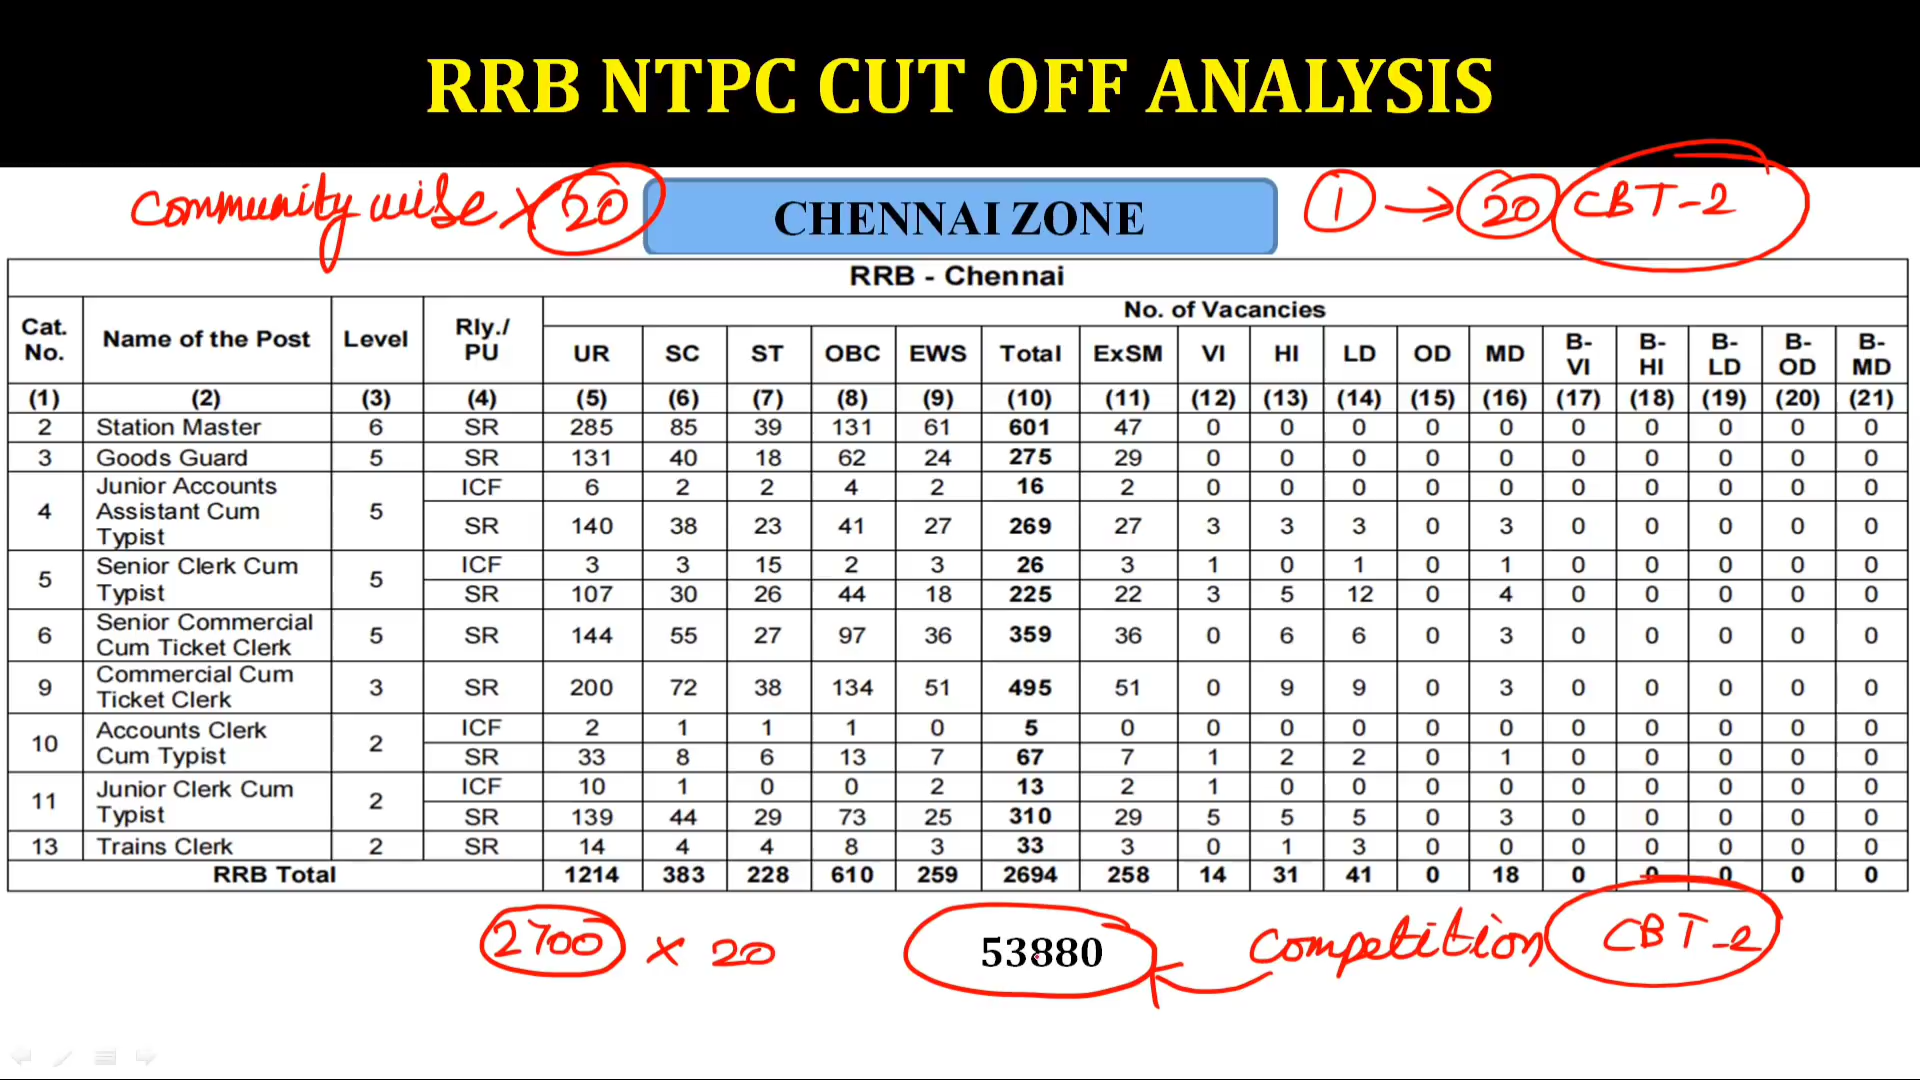 RRB NTPC CUT OFF ANALYSIS
Community wise × 20
CHENNAI ZONE
1 → 20 CBT-2
RRB - Chennai
Cat. No. Name of the Post Level Rly./ PU No. of Vacancies
UR SC ST OBC EWS Total ExSM VI HI LD OD MD B-VI B-HI B-LD B-OD B-MD
(1) (2) (3) (4) (5) (6) (7) (8) (9) (10) (11) (12) (13) (14) (15) (16) (17) (18) (19) (20) (21)
2 Station Master 6 SR 285 85 39 131 61 601 47 0 0 0 0 0 0 0 0 0 0
3 Goods Guard 5 SR 131 40 18 62 24 275 29 0 0 0 0 0 0 0 0 0 0
4 Junior Accounts Assistant Cum Typist 5 ICF 6 2 2 4 2 16 2 0 0 0 0 0 0 0 0 0 0
SR 140 38 23 41 27 269 27 3 3 3 0 3 0 0 0 0 0
5 Senior Clerk Cum Typist 5 ICF 3 3 15 2 3 26 3 1 0 1 0 1 0 0 0 0 0
SR 107 30 26 44 18 225 22 3 5 12 0 4 0 0 0 0 0
6 Senior Commercial Cum Ticket Clerk 5 SR 144 55 27 97 36 359 36 0 6 6 0 3 0 0 0 0 0
9 Commercial Cum Ticket Clerk 3 SR 200 72 38 134 51 495 51 0 9 9 0 3 0 0 0 0 0
10 Accounts Clerk Cum Typist 2 ICF 2 1 1 1 0 5 0 0 0 0 0 0 0 0 0 0 0
SR 33 8 6 13 7 67 7 1 2 2 0 1 0 0 0 0 0
11 Junior Clerk Cum Typist 2 ICF 10 1 0 0 2 13 2 1 0 0 0 0 0 0 0 0 0
SR 139 44 29 73 25 310 29 5 5 5 0 3 0 0 0 0 0
13 Trains Clerk 2 SR 14 4 4 8 3 33 3 0 1 3 0 0 0 0 0 0 0
RRB Total 1214 383 228 610 259 2694 258 14 31 41 0 18 0 0 0 0 0
2700 × 20
53880
Competition CBT-2